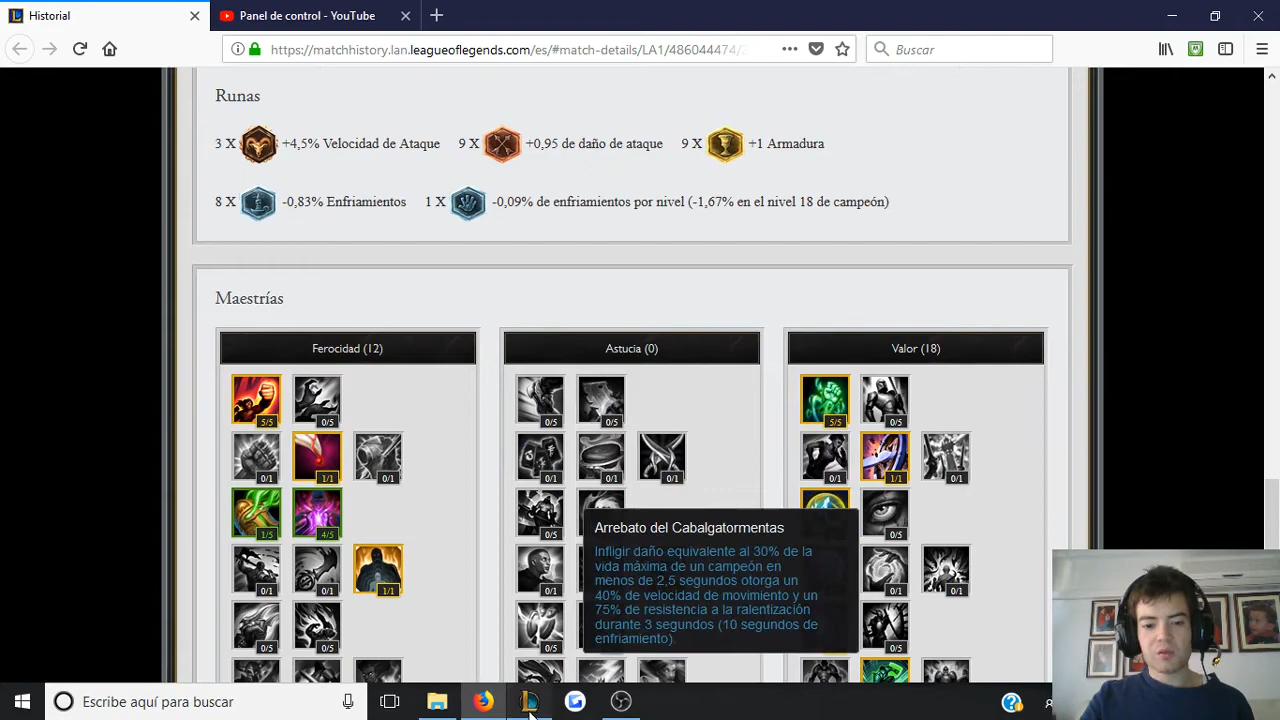 Historial
Panel de control - YouTube
https://matchhistory.lan.leagueoflegends.com/es/#match-details/LA1/486044474/2
Buscar
Runas
3 X +4,5% Velocidad de Ataque 9 X +0,95 de daño de ataque 9 X +1 Armadura
8 X -0,83% Enfriamientos 1 X -0,09% de enfriamientos por nivel (-1,67% en el nivel 18 de campeón)
Maestrías
Ferocidad (12) Astucia (0) Valor (18)
5/5 0/5 0/5 0/5 5/5 0/5
0/1 1/1 0/1 0/1 0/1 0/1 0/1 1/1 0/1
1/5 4/5 0/5
0/1 0/1 1/1 0/1 0/1 0/1
0/5 0/5 0/5 0/5
Arrebato del Cabalgatormentas
Infligir daño equivalente al 30% de la
vida máxima de un campeón en
menos de 2,5 segundos otorga un
40% de velocidad de movimiento y un
75% de resistencia a la ralentización
durante 3 segundos (10 segundos de
enfriamiento).
Escribe aquí para buscar